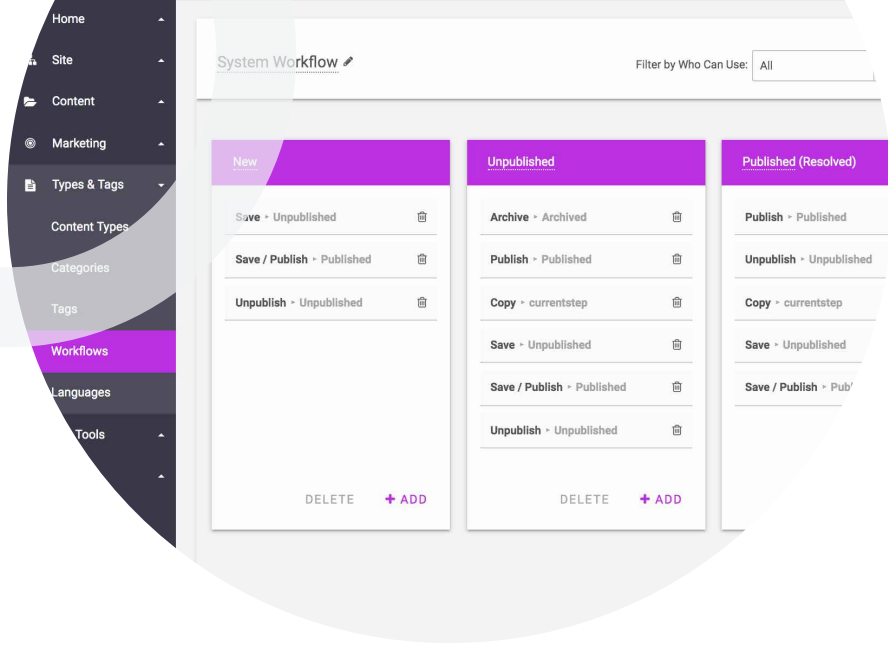 Home
Site
Content
Marketing
Types & Tags
Content Types
Categories
Tags
Workflows
Languages
Tools
System Workflow
Filter by Who Can Use: All
New
Save ‣ Unpublished
Save / Publish ‣ Published
Unpublish ‣ Unpublished
DELETE + ADD
Unpublished
Archive ‣ Archived
Publish ‣ Published
Copy ‣ currentstep
Save ‣ Unpublished
Save / Publish ‣ Published
Unpublish ‣ Unpublished
DELETE + ADD
Published (Resolved)
Publish ‣ Published
Unpublish ‣ Unpublished
Copy ‣ currentstep
Save ‣ Unpublished
Save / Publish ‣ Pub